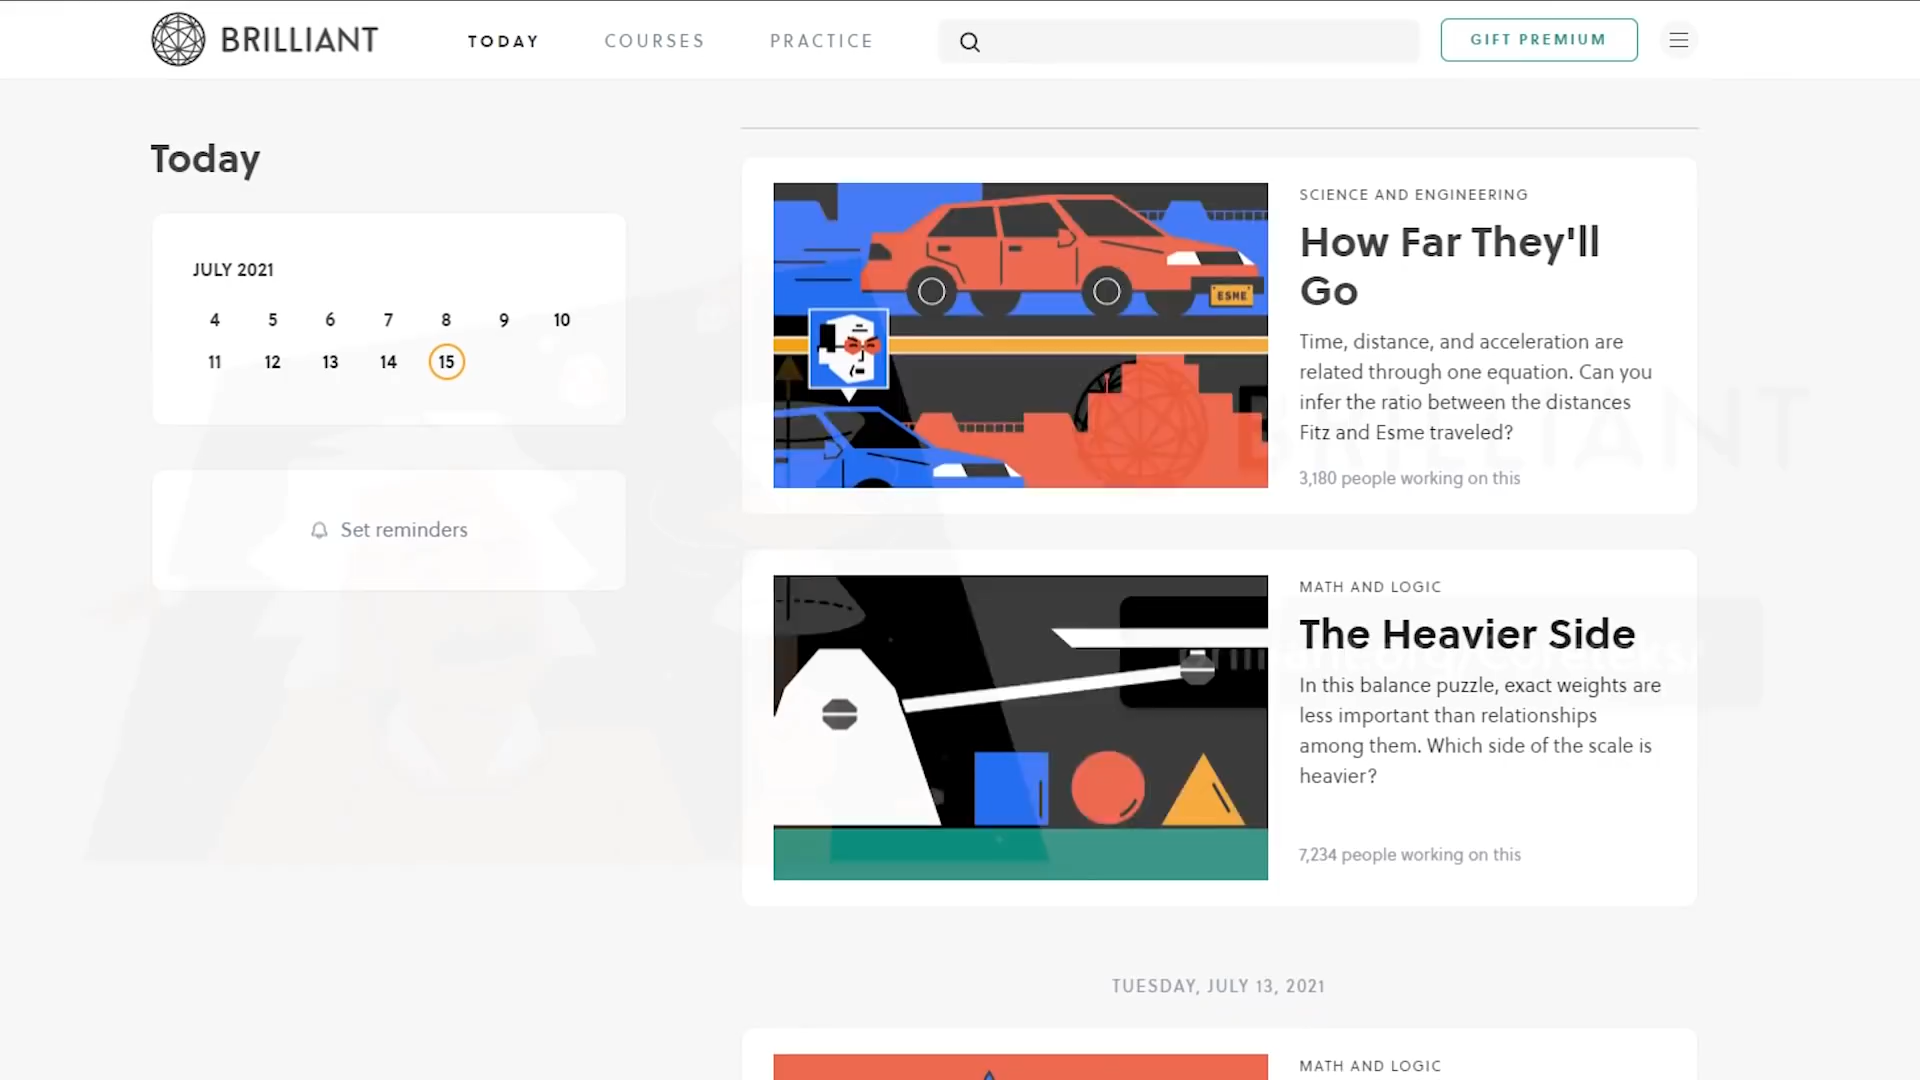 BRILLIANT
TODAY
COURSES
PRACTICE
GIFT PREMIUM
Today
JULY 2021
4 5 6 7 8 9 10
11 12 13 14 15
Set reminders
ESME
SCIENCE AND ENGINEERING
How Far They'll
Go
Time, distance, and acceleration are
related through one equation. Can you
infer the ratio between the distances
Fitz and Esme traveled?
3,180 people working on this
BRILLIANT
MATH AND LOGIC
The Heavier Side
In this balance puzzle, exact weights are
less important than relationships
among them. Which side of the scale is
heavier?
7,234 people working on this
TUESDAY, JULY 13, 2021
MATH AND LOGIC